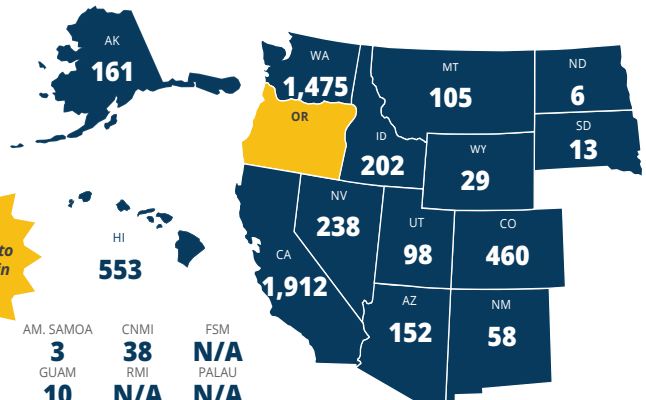 AK
161
WA
1,475
MT
105
ND
6
OR
ID
202
SD
13
WY
29
NV
238
UT
98
CO
460
HI
553
CA
1,912
AZ
152
NM
58
to
in
AM. SAMOA CNMI FSM
3 38 N/A
GUAM RMI PALAU
10 N/A N/A